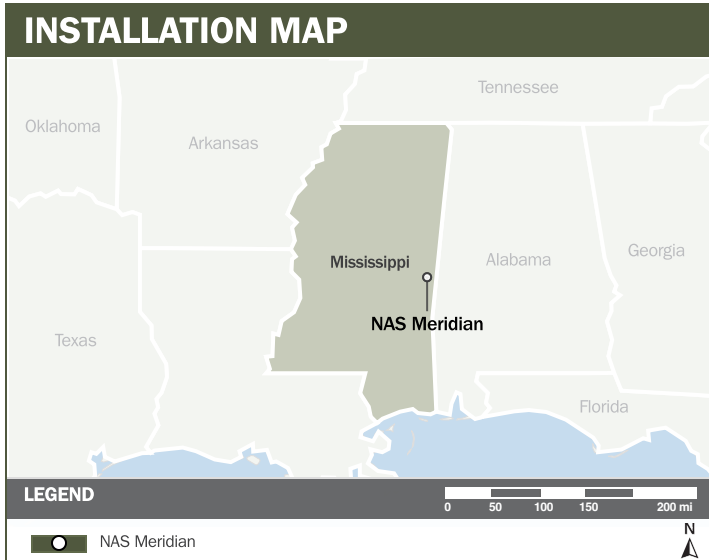 INSTALLATION MAP
Tennessee
Oklahoma
Arkansas
Georgia
Mississippi
Alabama
NAS Meridian
Texas
Florida
LEGEND
0 50 100 150 200 mi
NAS Meridian
N